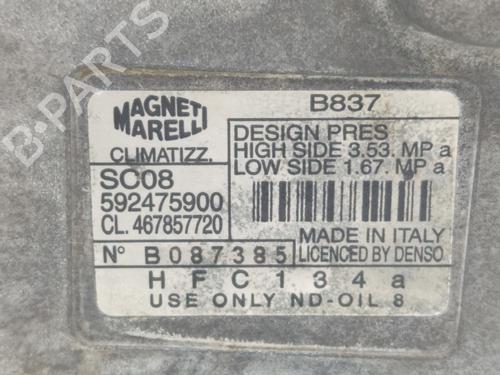 B-PARTS
MAGNETI
MARELLI
CLIMATIZZ.
SC08
592475900
CL. 467857720
B837
DESIGN PRES
HIGH SIDE 3.53. MP a
LOW SIDE 1.67. MP a
MADE IN ITALY
LICENCED BY DENSO
N° B087385
HFC134a
USE ONLY ND-OIL 8